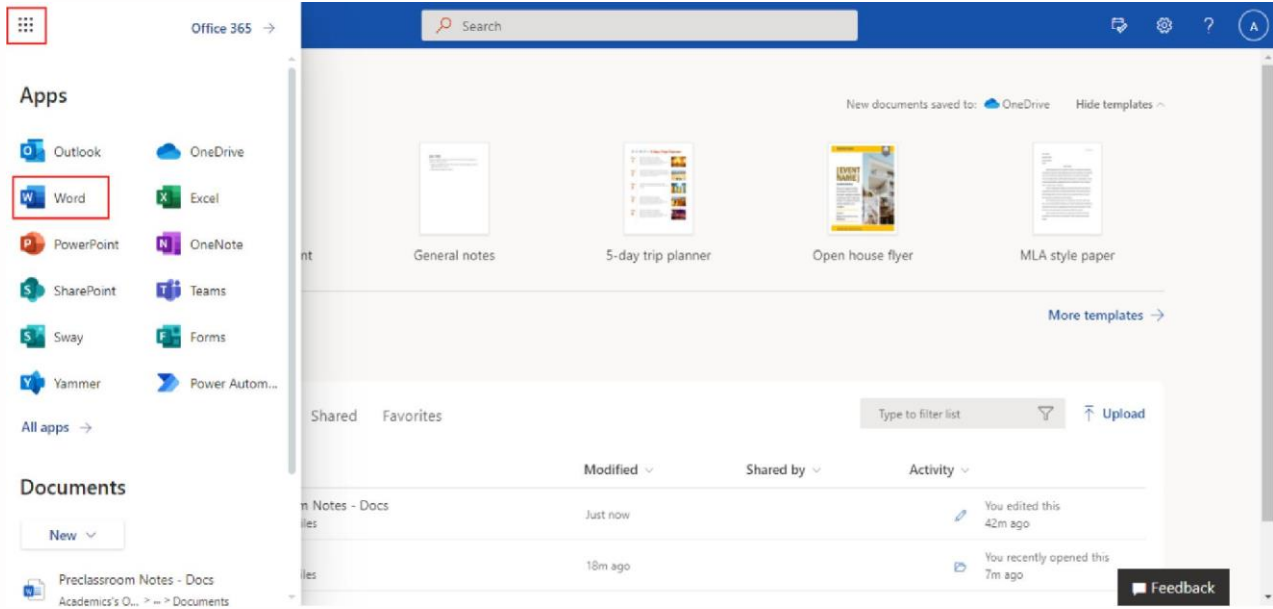 Office 365 →
Search
?
A
Apps
New documents saved to: OneDrive Hide templates
Outlook
OneDrive
Word
Excel
PowerPoint
OneNote
SharePoint
Teams
Sway
Forms
Yammer
Power Autom...
All apps →
nt
General notes
5-day trip planner
[EVENT NAME]
Open house flyer
MLA style paper
More templates →
Shared
Favorites
Type to filter list
Upload
Modified
Shared by
Activity
Documents
New
m Notes - Docs
iles
Just now
You edited this
42m ago
iles
18m ago
You recently opened this
7m ago
Preclassroom Notes - Docs
Academics's O... > ... > Documents
Feedback